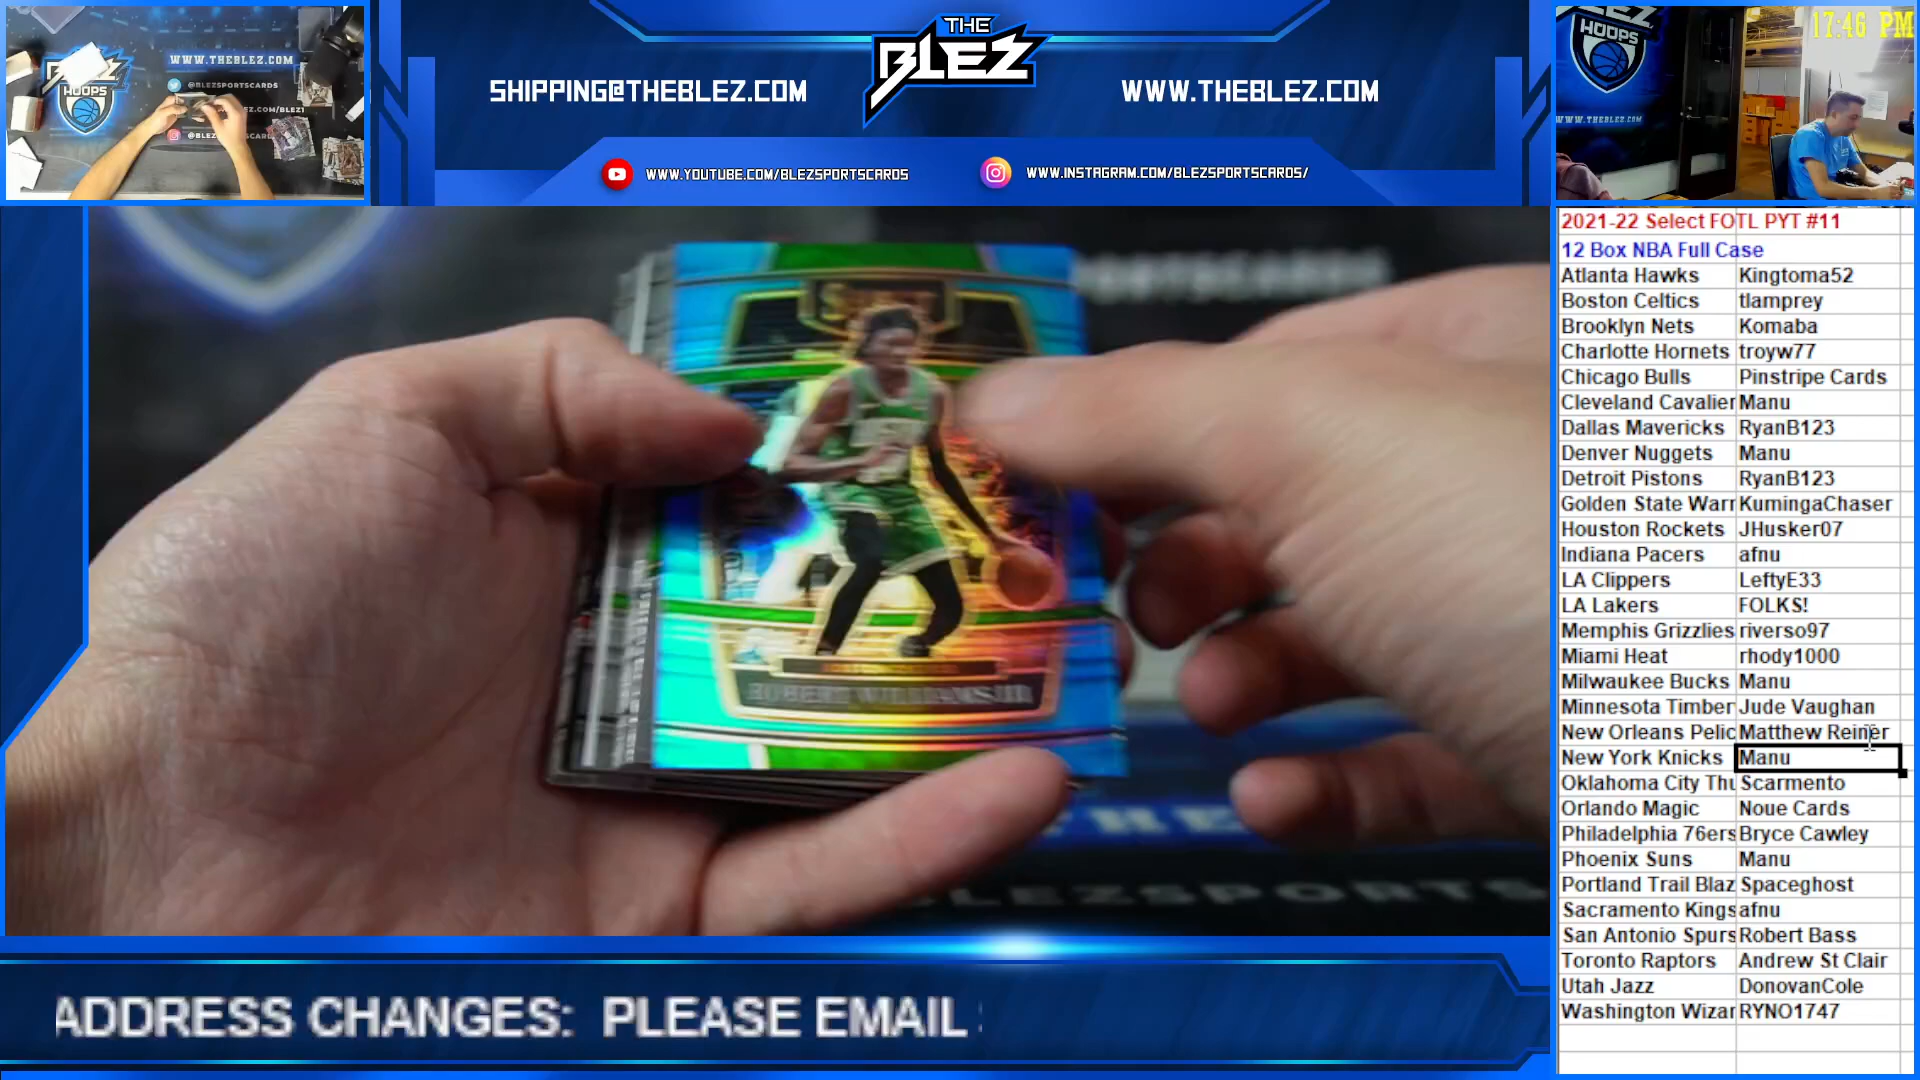 WWW.THEBLEZ.COM
@BLEZSPORTSCARDS
HOOPS
SHIPPING@THEBLEZ.COM
THE
BLEZ
WWW.THEBLEZ.COM
WWW.YOUTUBE.COM/BLEZSPORTSCARDS
WWW.INSTAGRAM.COM/BLEZSPORTSCARDS/
HOOPS
WWW.THEBLEZ.COM
17:46 PM
ROBERT WILLIAMS III
BLEZSPORTS
ADDRESS CHANGES: PLEASE EMAIL
2021-22 Select FOTL PYT #11
12 Box NBA Full Case
Atlanta Hawks Kingtoma52
Boston Celtics tlamprey
Brooklyn Nets Komaba
Charlotte Hornets troyw77
Chicago Bulls Pinstripe Cards
Cleveland Cavalier Manu
Dallas Mavericks RyanB123
Denver Nuggets Manu
Detroit Pistons RyanB123
Golden State Warr KumingaChaser
Houston Rockets JHusker07
Indiana Pacers afnu
LA Clippers LeftyE33
LA Lakers FOLKS!
Memphis Grizzlies riverso97
Miami Heat rhody1000
Milwaukee Bucks Manu
Minnesota Timber Jude Vaughan
New Orleans Pelic Matthew Reiner
New York Knicks Manu
Oklahoma City Thu Scarmento
Orlando Magic Noue Cards
Philadelphia 76ers Bryce Cawley
Phoenix Suns Manu
Portland Trail Blaz Spaceghost
Sacramento Kings afnu
San Antonio Spurs Robert Bass
Toronto Raptors Andrew St Clair
Utah Jazz DonovanCole
Washington Wizar RYNO1747